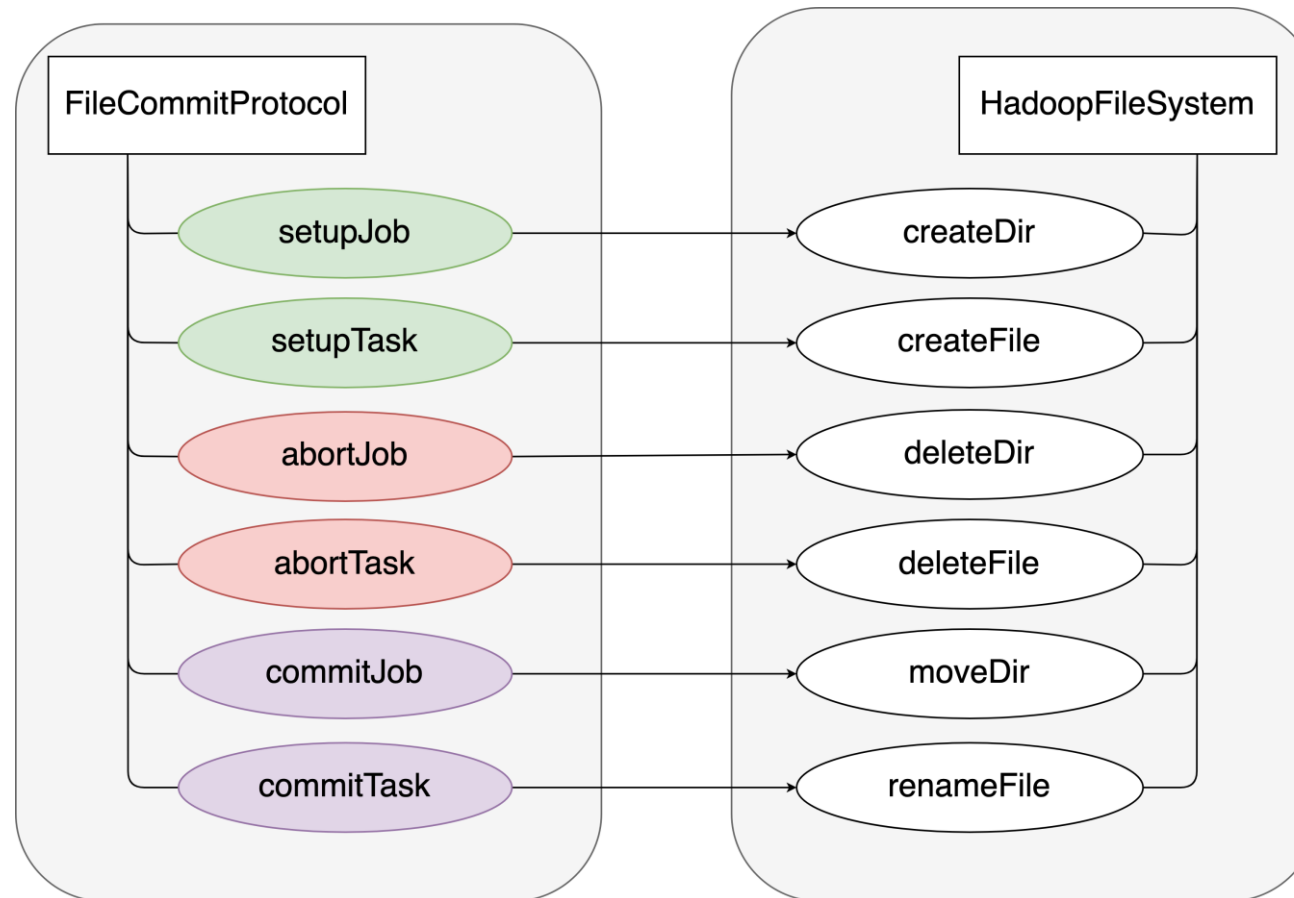 FileCommitProtocol
HadoopFileSystem
setupJob
createDir
setupTask
createFile
abortJob
deleteDir
abortTask
deleteFile
commitJob
moveDir
commitTask
renameFile